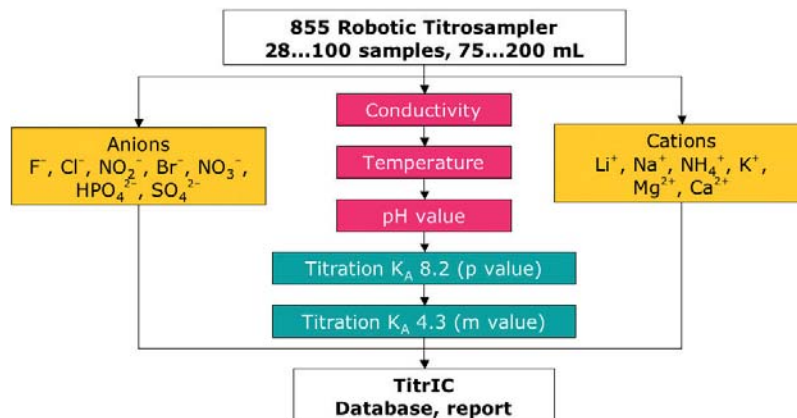 855 Robotic Titrosampler
28...100 samples, 75...200 mL
Anions
F⁻, Cl⁻, NO₂⁻, Br⁻, NO₃⁻,
HPO₄²⁻, SO₄²⁻
Conductivity
Temperature
pH value
Titration K_A 8.2 (p value)
Titration K_A 4.3 (m value)
Cations
Li⁺, Na⁺, NH₄⁺, K⁺,
Mg²⁺, Ca²⁺
TitrIC
Database, report